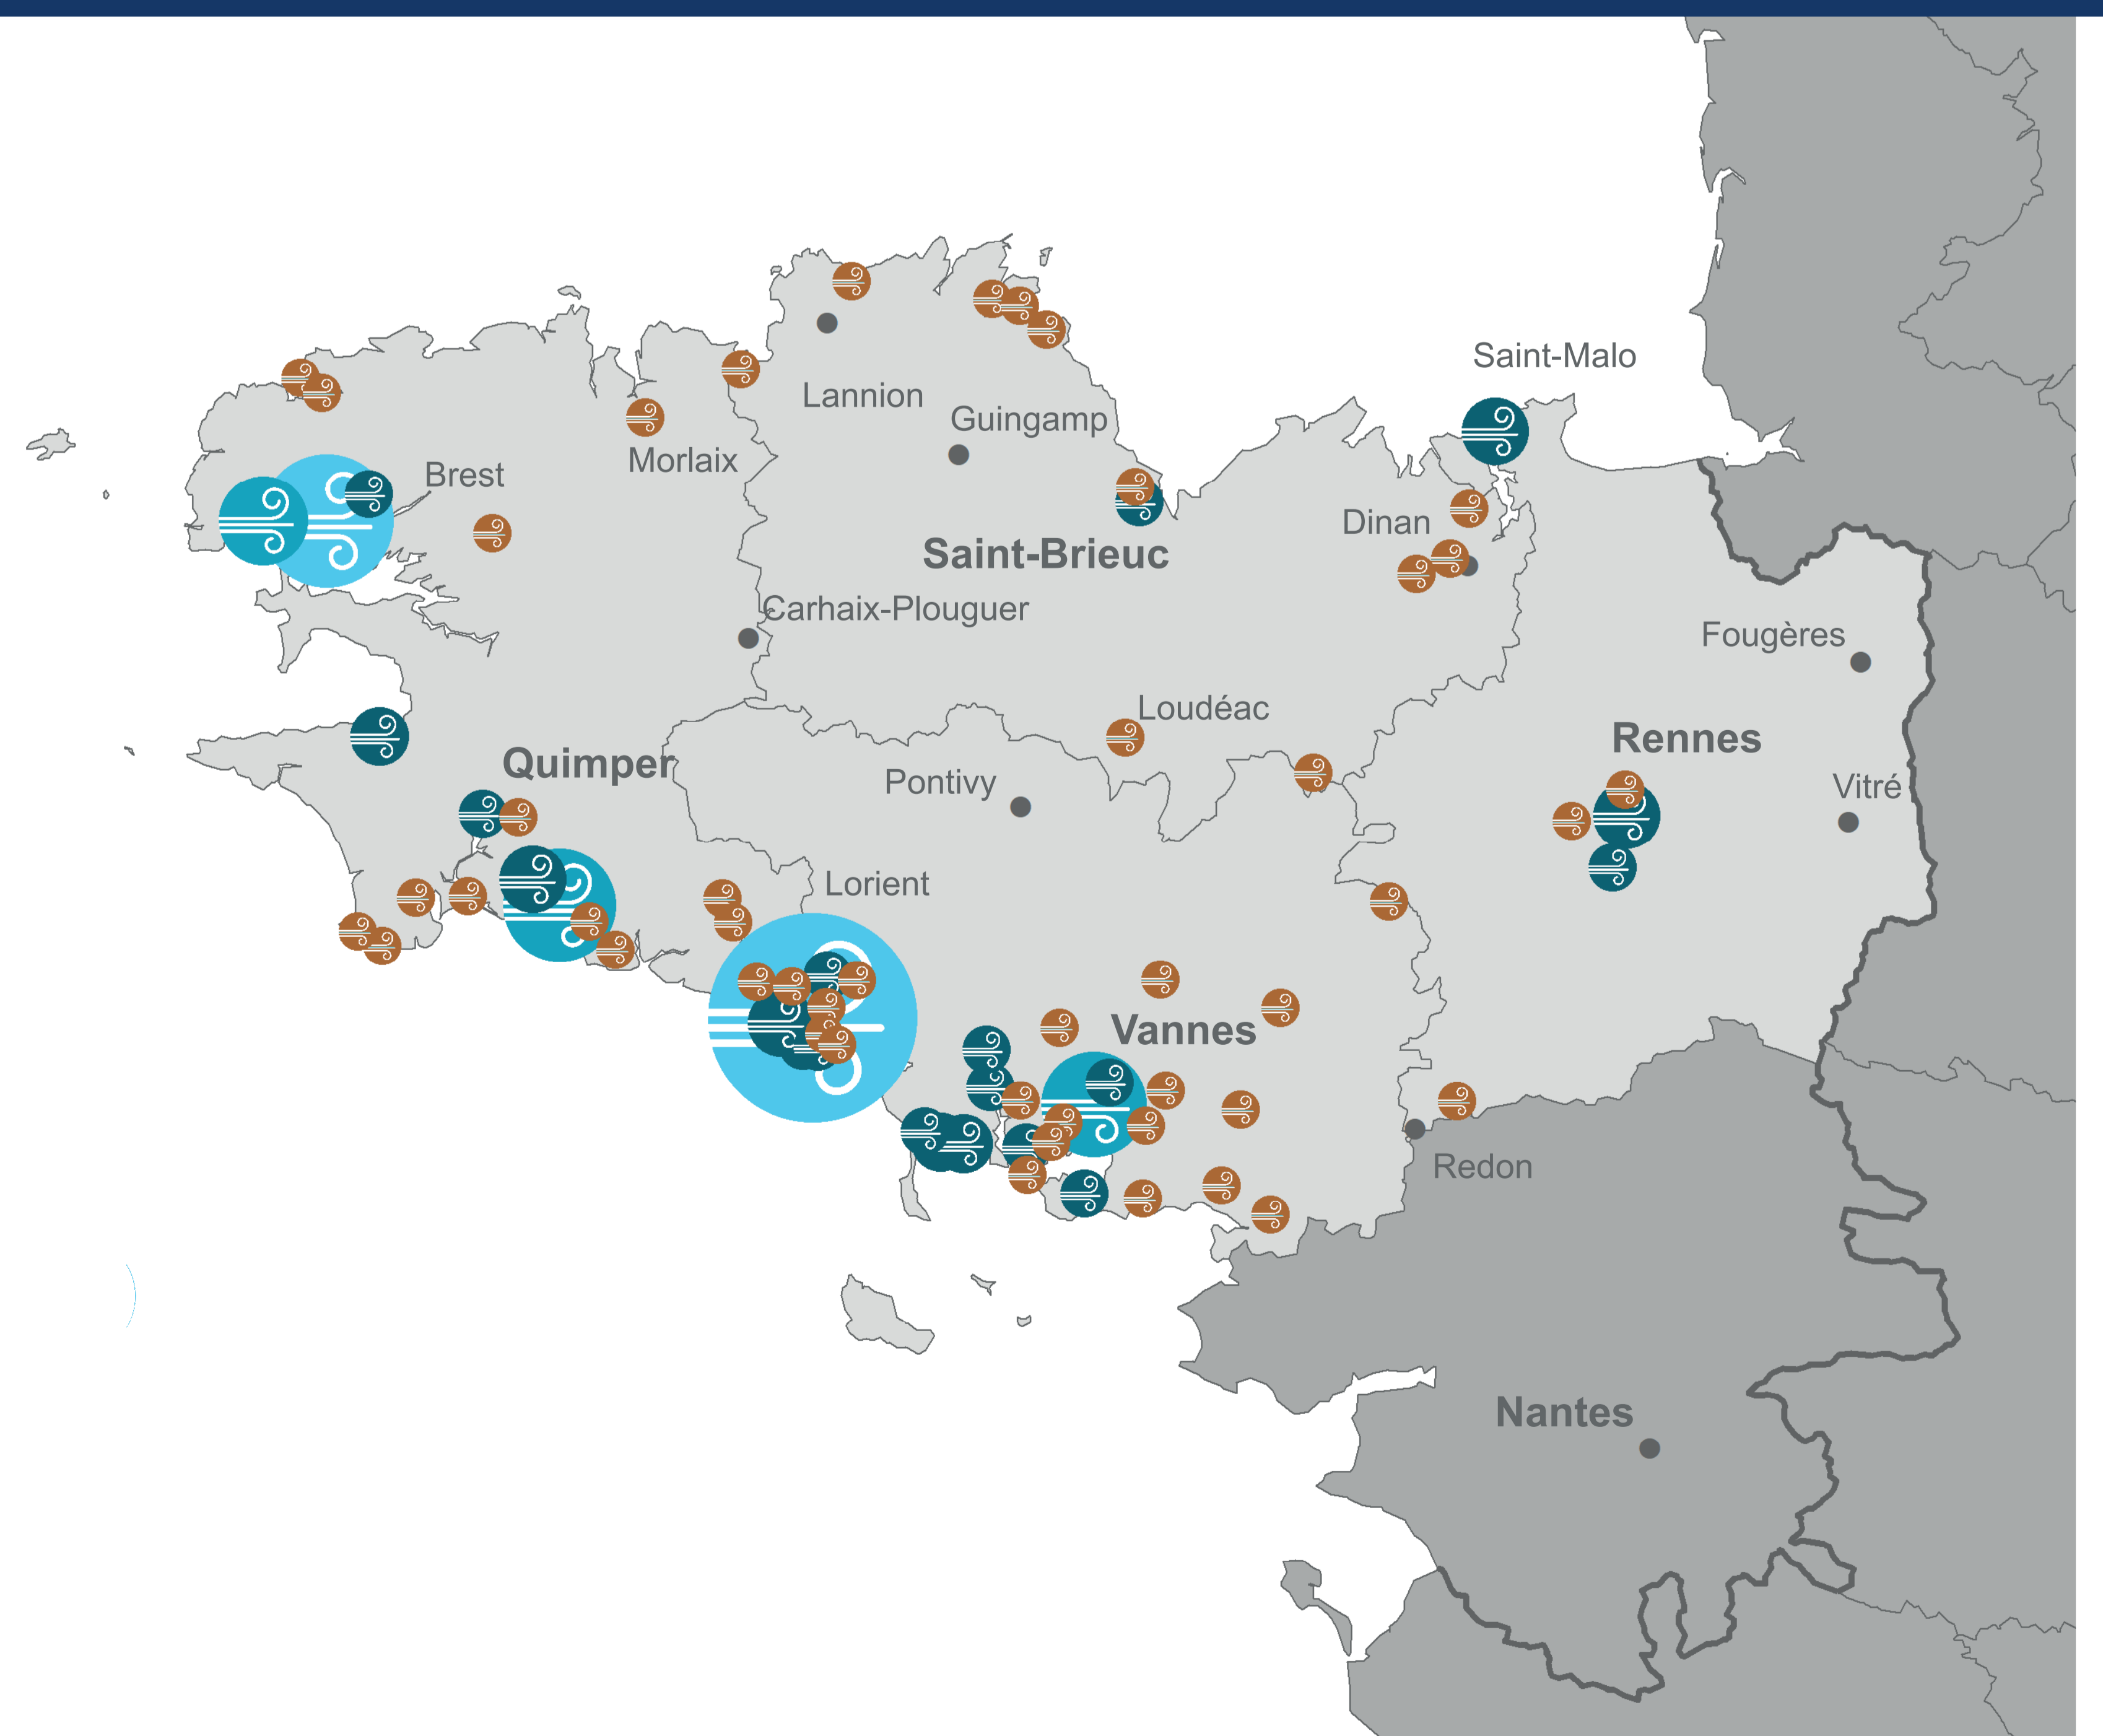 Saint-Malo
Lannion
Guingamp
Morlaix
Brest
Dinan
Saint-Brieuc
Carhaix-Plouguer
Fougères
Loudéac
Rennes
Quimper
Pontivy
Vitré
Lorient
Vannes
Redon
Nantes